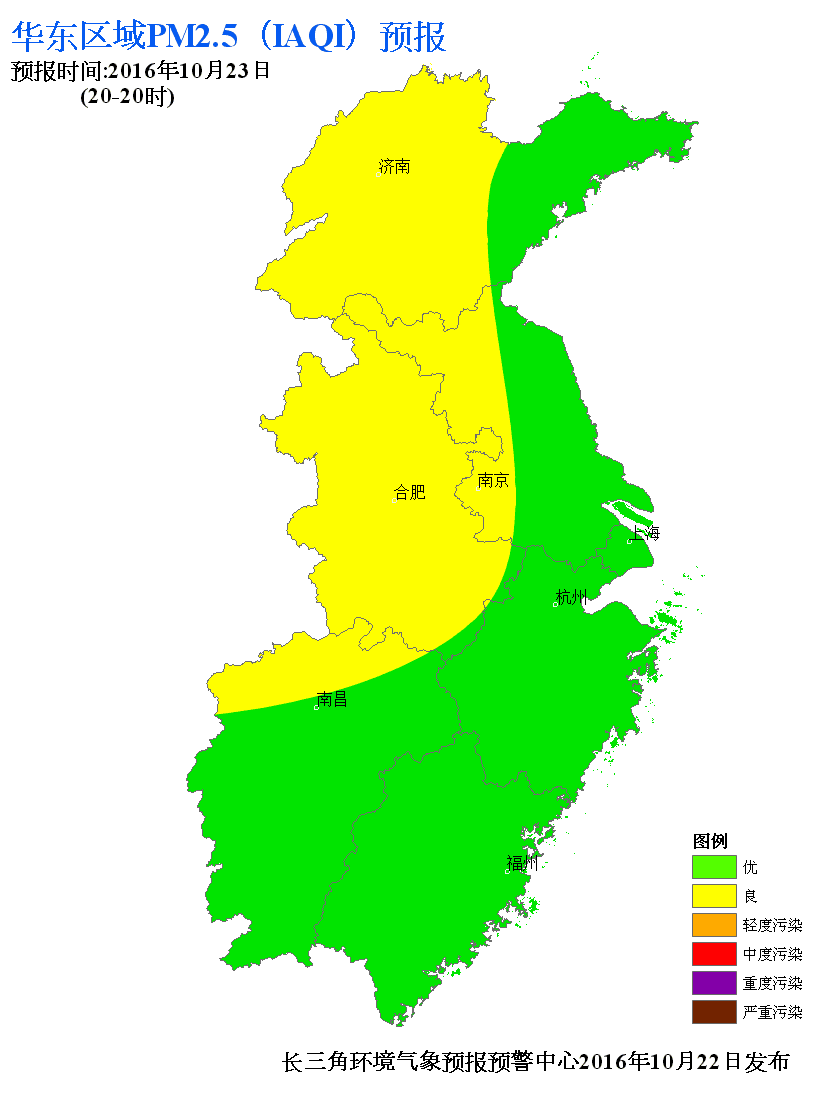 华东区域PM2.5（IAQI）预报
预报时间:2016年10月23日
(20-20时)
济南
南京
合肥
上海
杭州
南昌
福州
图例
优
良
轻度污染
中度污染
重度污染
严重污染
长三角环境气象预报预警中心2016年10月22日发布